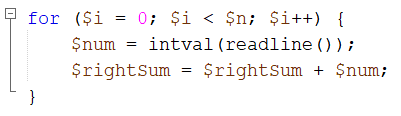 for ($i = 0; $i < $n; $i++) {
    $num = intval(readline());
    $rightSum = $rightSum + $num;
}